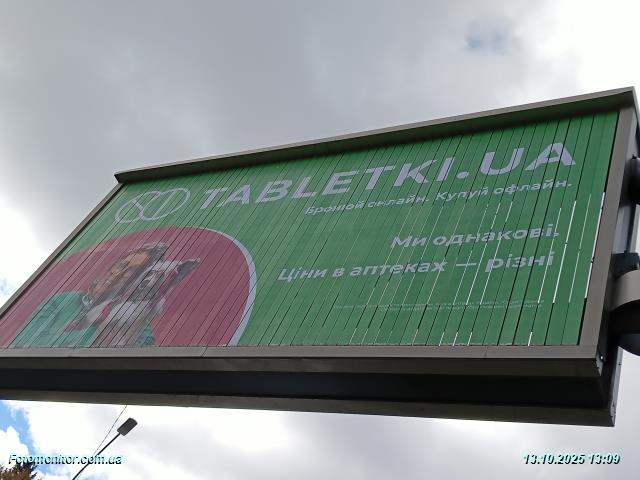 TABLETKI.UA
Бронюй онлайн. Купуй офлайн.
Ми однакові.
Ціни в аптеках — різні
Fotomonitor.com.ua
13.10.2025 13:09